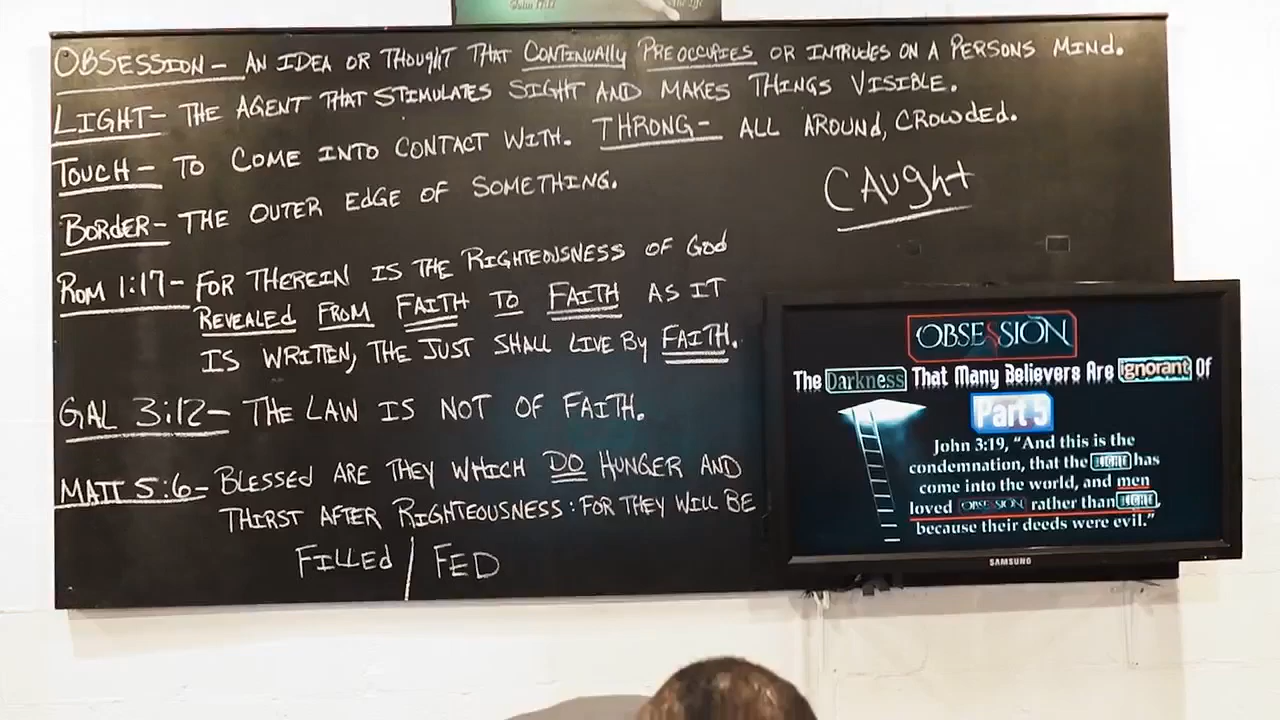 John 17:17
the Life
OBSESSION- AN IDEA OR THOUGHT THAT CONTINUALLY PREOCCUPIES OR INTRUDES ON A PERSONS MIND.
LIGHT- THE AGENT THAT STIMULATES SIGHT AND MAKES THINGS VISIBLE.
TOUCH- TO COME INTO CONTACT WITH. THRONG- ALL AROUND, CROWDED.
BORDER- THE OUTER EDGE OF SOMETHING.
CAUGHT
ROM 1:17- FOR THEREIN IS THE RIGHTEOUSNESS OF GOD
REVEALED FROM FAITH TO FAITH AS IT
IS WRITTEN, THE JUST SHALL LIVE BY FAITH.
GAL 3:12- THE LAW IS NOT OF FAITH.
MATT 5:6- BLESSED ARE THEY WHICH DO HUNGER AND
THIRST AFTER RIGHTEOUSNESS: FOR THEY WILL BE
FILLED / FED
OBSESSION
The Darkness That Many Believers Are ignorant Of
Part 5
John 3:19, “And this is the
condemnation, that the LIGHT has
come into the world, and men
loved OBSESSION rather than LIGHT,
because their deeds were evil.”
SAMSUNG